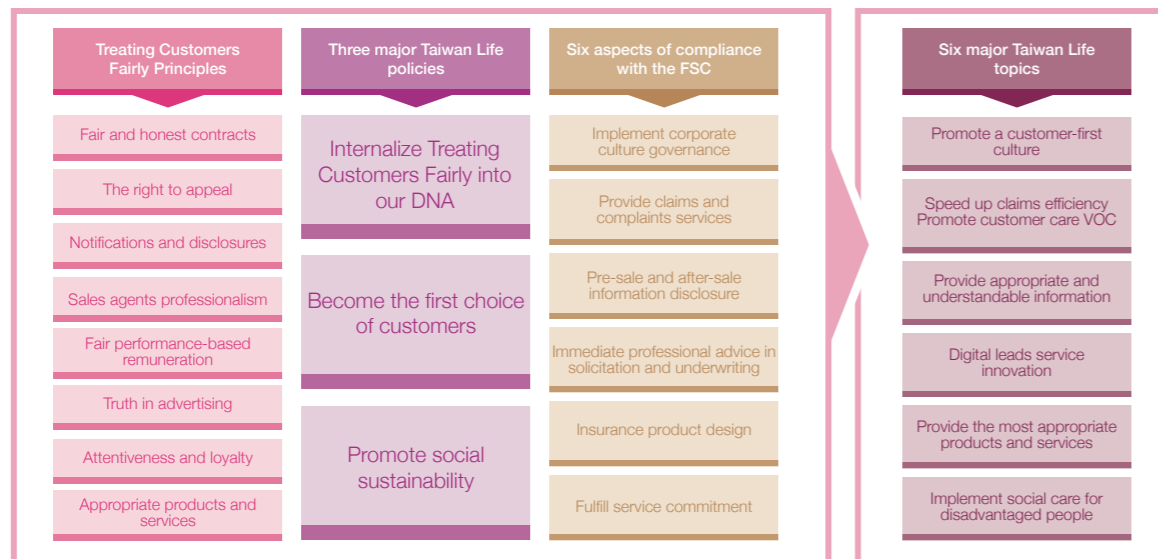 Treating Customers
Fairly Principles
Fair and honest contracts
The right to appeal
Notifications and disclosures
Sales agents professionalism
Fair performance-based
remuneration
Truth in advertising
Attentiveness and loyalty
Appropriate products and
services
Three major Taiwan Life
policies
Internalize Treating
Customers Fairly into
our DNA
Become the first choice
of customers
Promote social
sustainability
Six aspects of compliance
with the FSC
Implement corporate
culture governance
Provide claims and
complaints services
Pre-sale and after-sale
information disclosure
Immediate professional advice in
solicitation and underwriting
Insurance product design
Fulfill service commitment
Six major Taiwan Life
topics
Promote a customer-first
culture
Speed up claims efficiency
Promote customer care VOC
Provide appropriate and
understandable information
Digital leads service
innovation
Provide the most appropriate
products and services
Implement social care for
disadvantaged people